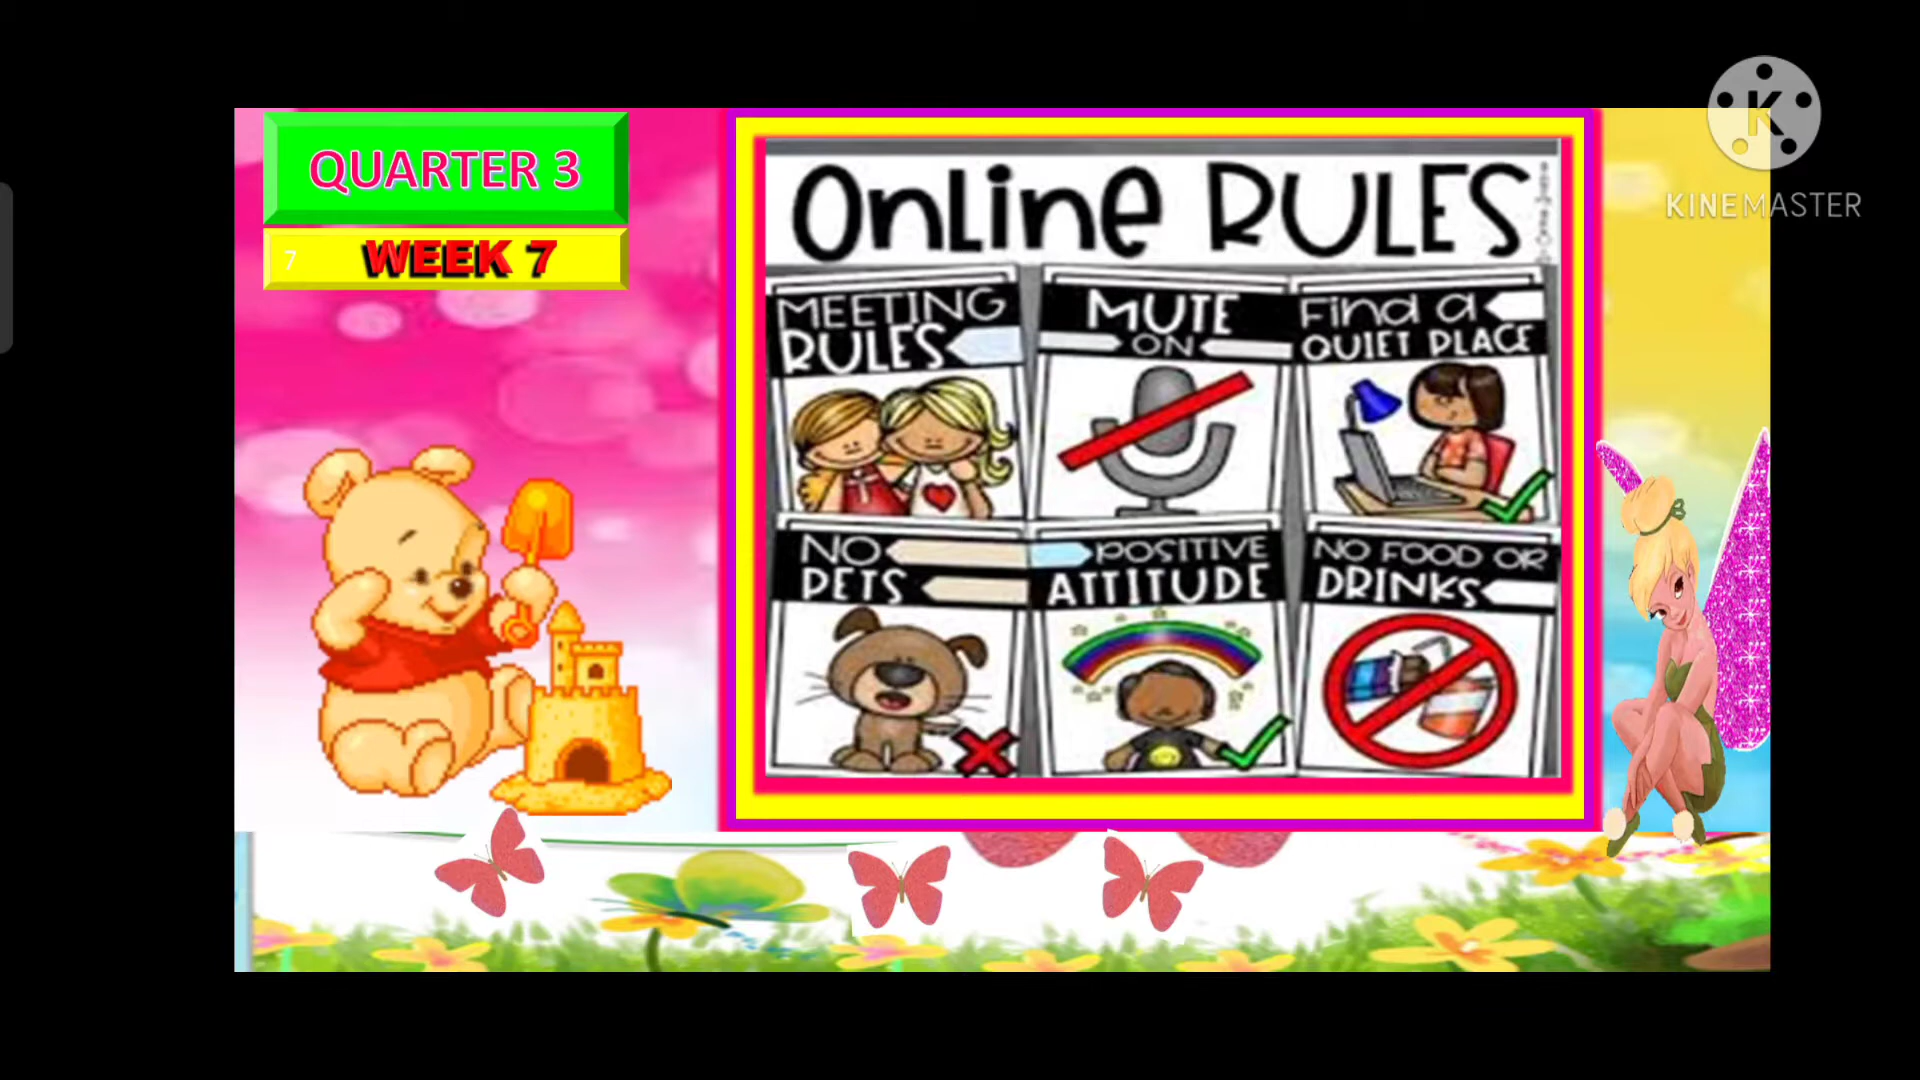 QUARTER 3
7
WEEK 7
Online RULES
MEETING
RULES
MUTE
ON
Find a
QUIET PLACE
NO
PETS
POSITIVE
ATTITUDE
NO FOOD OR
DRINKS
K
KINEMASTER